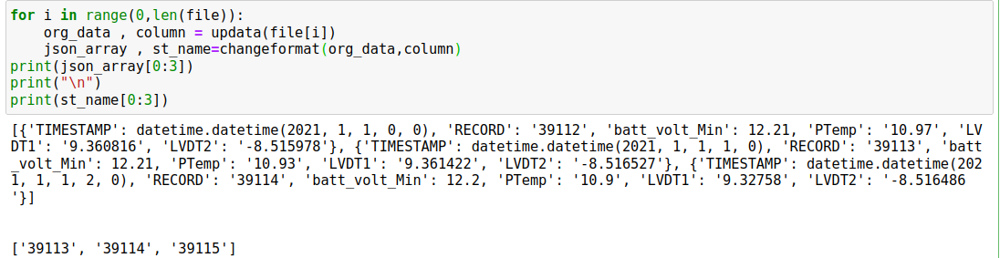 for i in range(0,len(file)):
    org_data , column = updata(file[i])
    json_array , st_name=changeformat(org_data,column)
print(json_array[0:3])
print("\n")
print(st_name[0:3])
[{'TIMESTAMP': datetime.datetime(2021, 1, 1, 0, 0), 'RECORD': '39112', 'batt_volt_Min': 12.21, 'PTemp': '10.97', 'LV
DT1': '9.360816', 'LVDT2': '-8.515978'}, {'TIMESTAMP': datetime.datetime(2021, 1, 1, 1, 0), 'RECORD': '39113', 'batt
_volt_Min': 12.21, 'PTemp': '10.93', 'LVDT1': '9.361422', 'LVDT2': '-8.516527'}, {'TIMESTAMP': datetime.datetime(202
1, 1, 1, 2, 0), 'RECORD': '39114', 'batt_volt_Min': 12.2, 'PTemp': '10.9', 'LVDT1': '9.32758', 'LVDT2': '-8.516486
'}]
['39113', '39114', '39115']